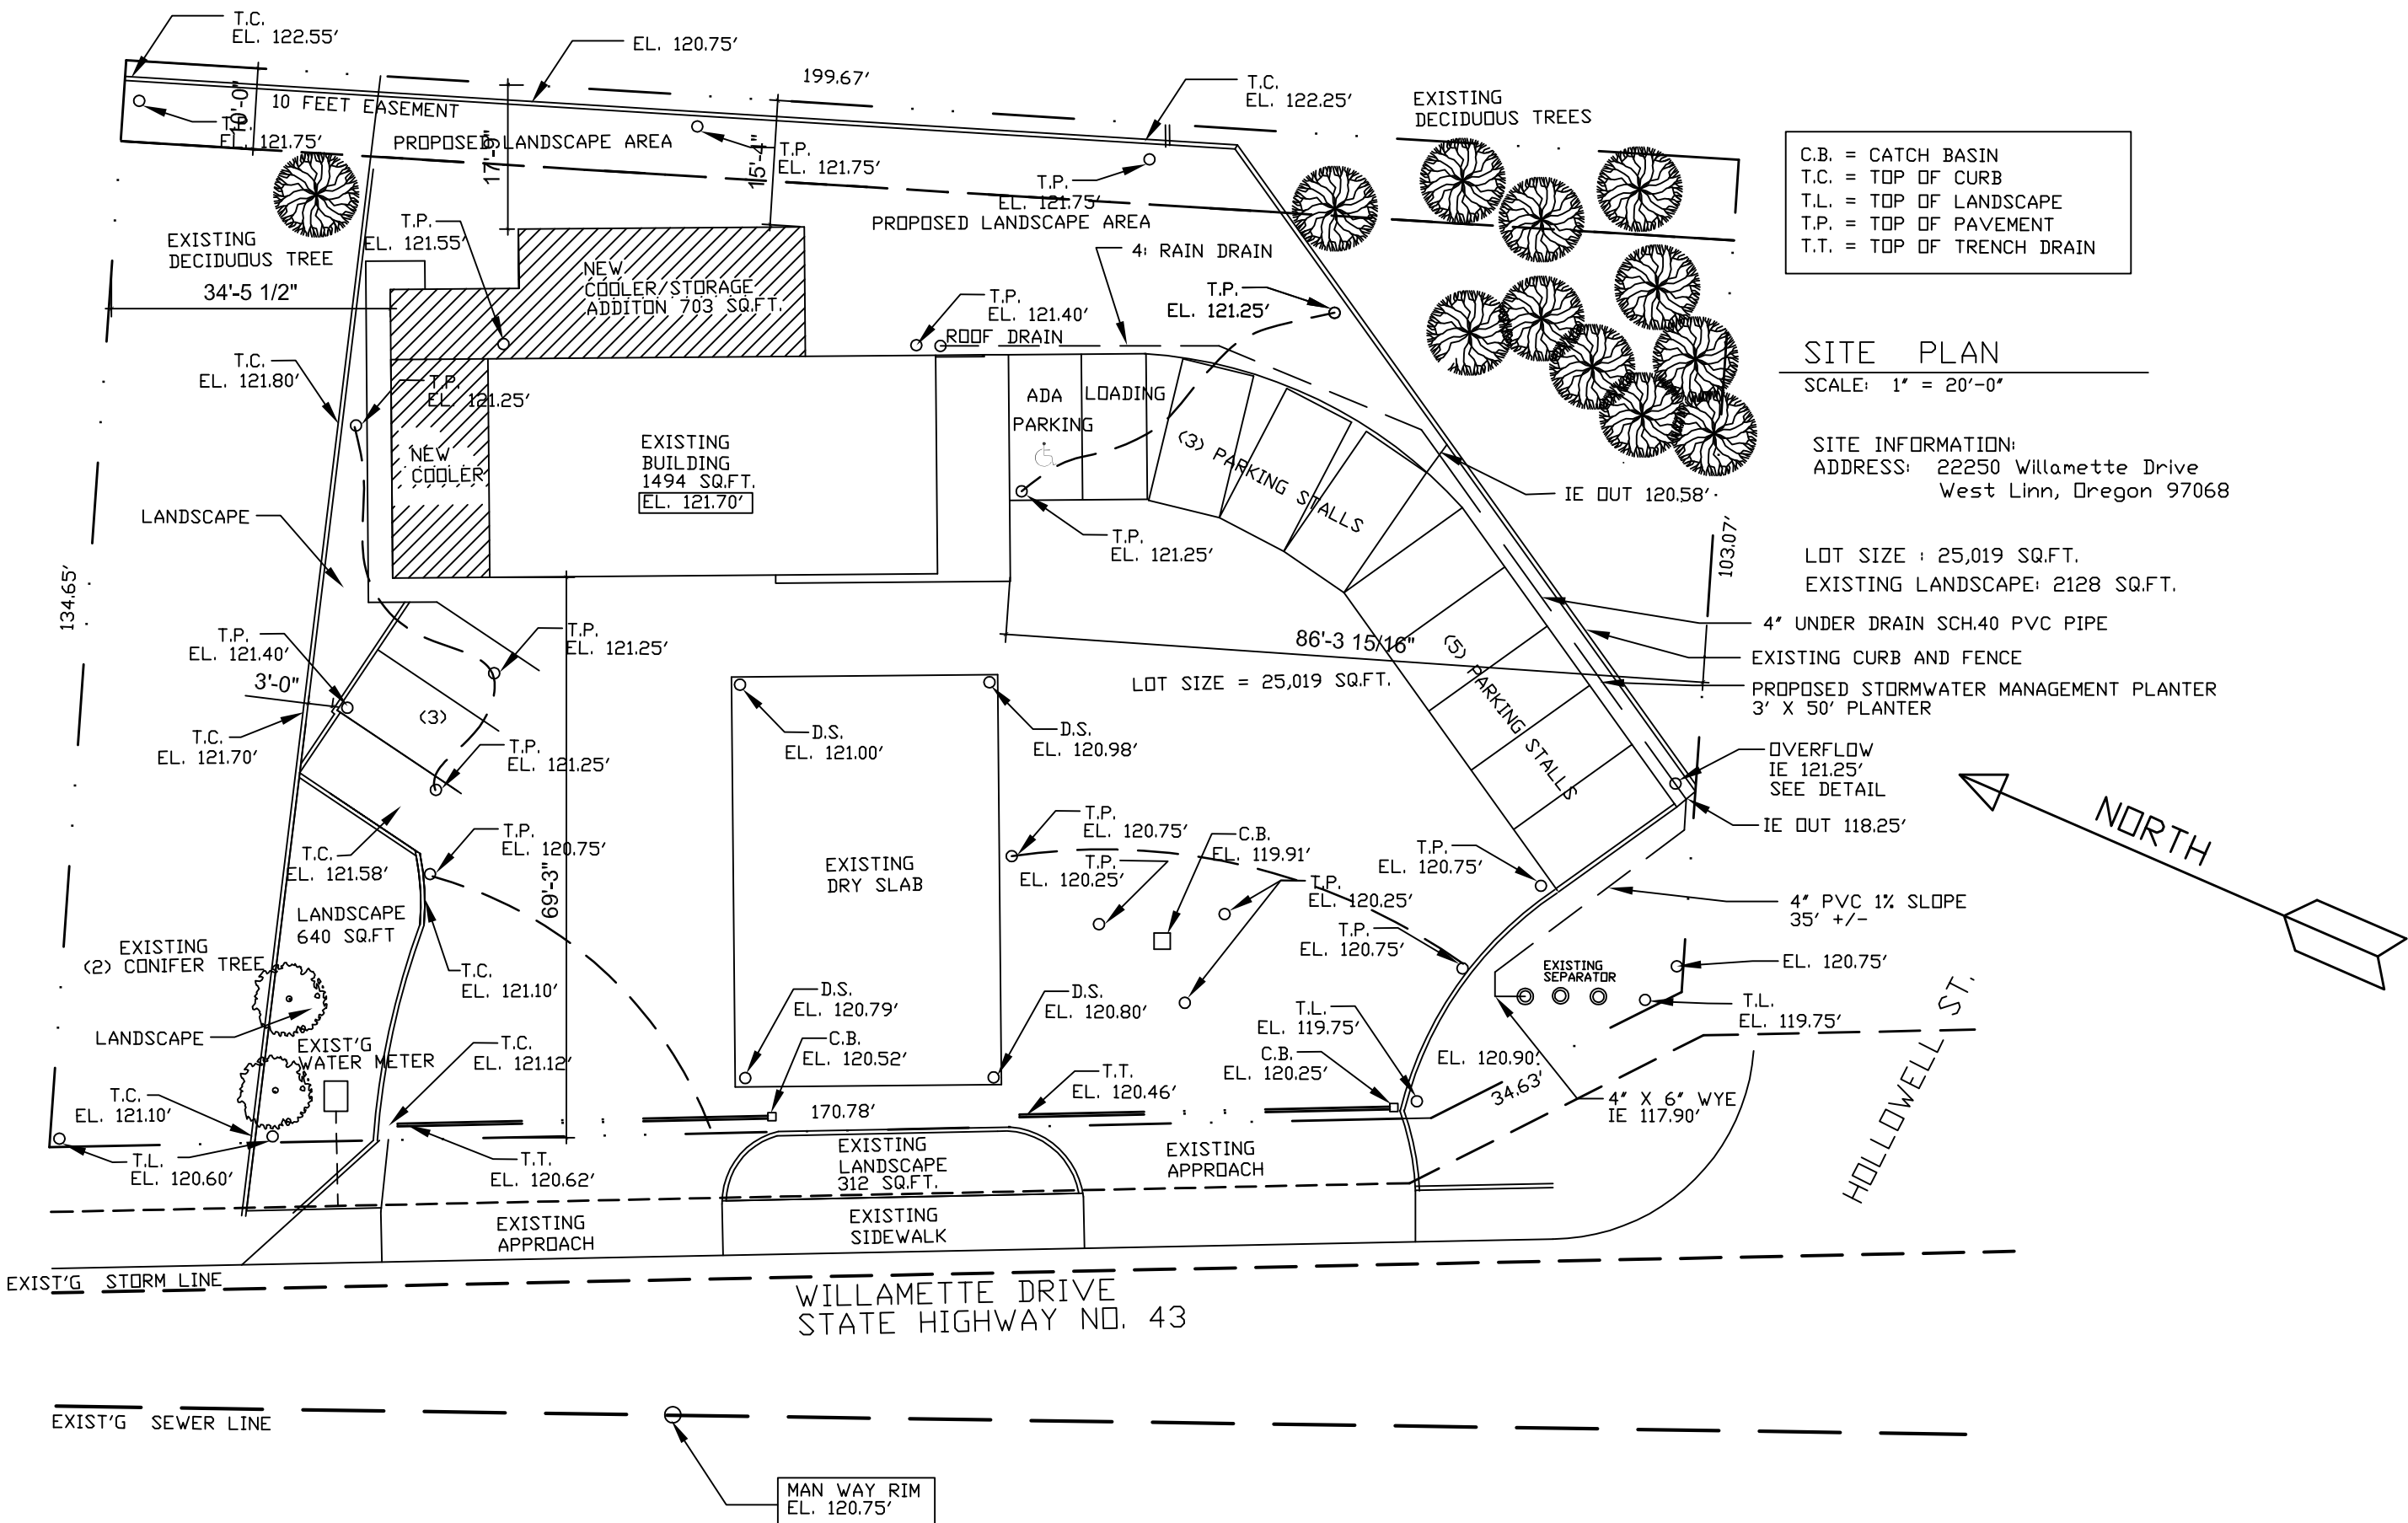 T.C.
EL. 122.55'
EL. 120.75'
199.67'
T.C.
EL. 122.25'
EXISTING
DECIDUOUS TREES
10'-0"
10 FEET EASEMENT
T.P.
EL. 121.75'
PROPOSED LANDSCAPE AREA
17'-9"
15'-4"
T.P.
EL. 121.75'
T.P.
EL. 121.75'
PROPOSED LANDSCAPE AREA
C.B. = CATCH BASIN
T.C. = TOP OF CURB
T.L. = TOP OF LANDSCAPE
T.P. = TOP OF PAVEMENT
T.T. = TOP OF TRENCH DRAIN
EXISTING
DECIDUOUS TREE
34'-5 1/2"
T.P.
EL. 121.55'
NEW
COOLER/STORAGE
ADDITON 703 SQ.FT.
4: RAIN DRAIN
T.P.
EL. 121.40'
ROOF DRAIN
T.P.
EL. 121.25'
SITE PLAN
SCALE: 1" = 20'-0"
SITE INFORMATION:
ADDRESS: 22250 Willamette Drive
West Linn, Oregon 97068
LOT SIZE : 25,019 SQ.FT.
EXISTING LANDSCAPE: 2128 SQ.FT.
T.C.
EL. 121.80'
T.P.
EL. 121.25'
NEW
COOLER
EXISTING
BUILDING
1494 SQ.FT.
EL. 121.70'
ADA
PARKING
LOADING
(3) PARKING STALLS
IE OUT 120.58'
T.P.
EL. 121.25'
LANDSCAPE
134.65'
103.07'
4" UNDER DRAIN SCH.40 PVC PIPE
EXISTING CURB AND FENCE
PROPOSED STORMWATER MANAGEMENT PLANTER
3' X 50' PLANTER
86'-3 15/16"
(5) PARKING STALLS
LOT SIZE = 25,019 SQ.FT.
T.P.
EL. 121.40'
3'-0"
T.P.
EL. 121.25'
(3)
T.C.
EL. 121.70'
T.P.
EL. 121.25'
D.S.
EL. 121.00'
D.S.
EL. 120.98'
OVERFLOW
IE 121.25'
SEE DETAIL
IE OUT 118.25'
NORTH
T.C.
EL. 121.58'
T.P.
EL. 120.75'
69'-3"
EXISTING
DRY SLAB
T.P.
EL. 120.75'
T.P.
EL. 120.25'
C.B.
EL. 119.91'
T.P.
EL. 120.25'
T.P.
EL. 120.75'
T.P.
EL. 120.75'
4" PVC 1% SLOPE
35' +/-
LANDSCAPE
640 SQ.FT
EXISTING
(2) CONIFER TREE
T.C.
EL. 121.10'
EXISTING
SEPARATOR
EL. 120.75'
T.L.
EL. 119.75'
D.S.
EL. 120.79'
C.B.
EL. 120.52'
D.S.
EL. 120.80'
T.L.
EL. 119.75'
C.B.
EL. 120.25'
EL. 120.90'
34.63'
4" X 6" WYE
IE 117.90'
HOLLOWELL ST.
LANDSCAPE
EXIST'G
WATER METER
T.C.
EL. 121.12'
T.T.
EL. 120.46'
T.C.
EL. 121.10'
170.78'
T.L.
EL. 120.60'
T.T.
EL. 120.62'
EXISTING
LANDSCAPE
312 SQ.FT.
EXISTING
APPROACH
EXISTING
APPROACH
EXISTING
SIDEWALK
EXIST'G STORM LINE
WILLAMETTE DRIVE
STATE HIGHWAY NO. 43
EXIST'G SEWER LINE
MAN WAY RIM
EL. 120.75'